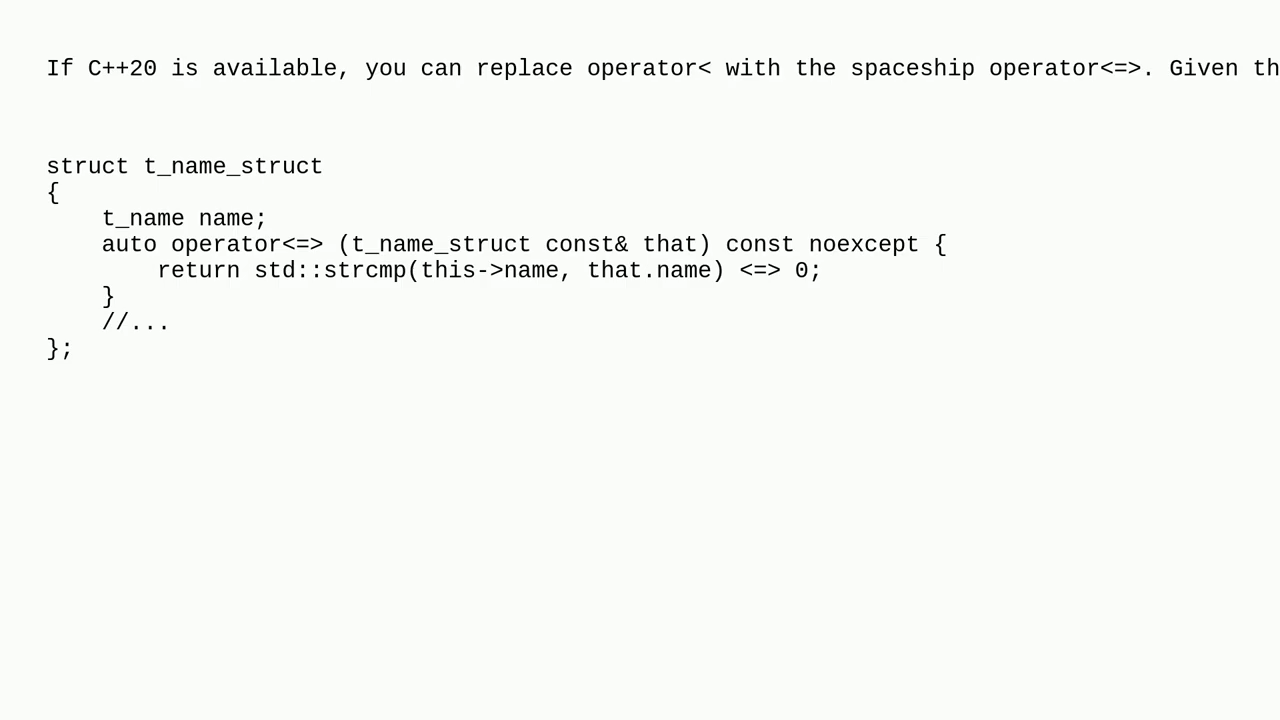 If C++20 is available, you can replace operator< with the spaceship operator<=>. Given th
struct t_name_struct
{
    t_name name;
    auto operator<=> (t_name_struct const& that) const noexcept {
        return std::strcmp(this->name, that.name) <=> 0;
    }
    //...
};